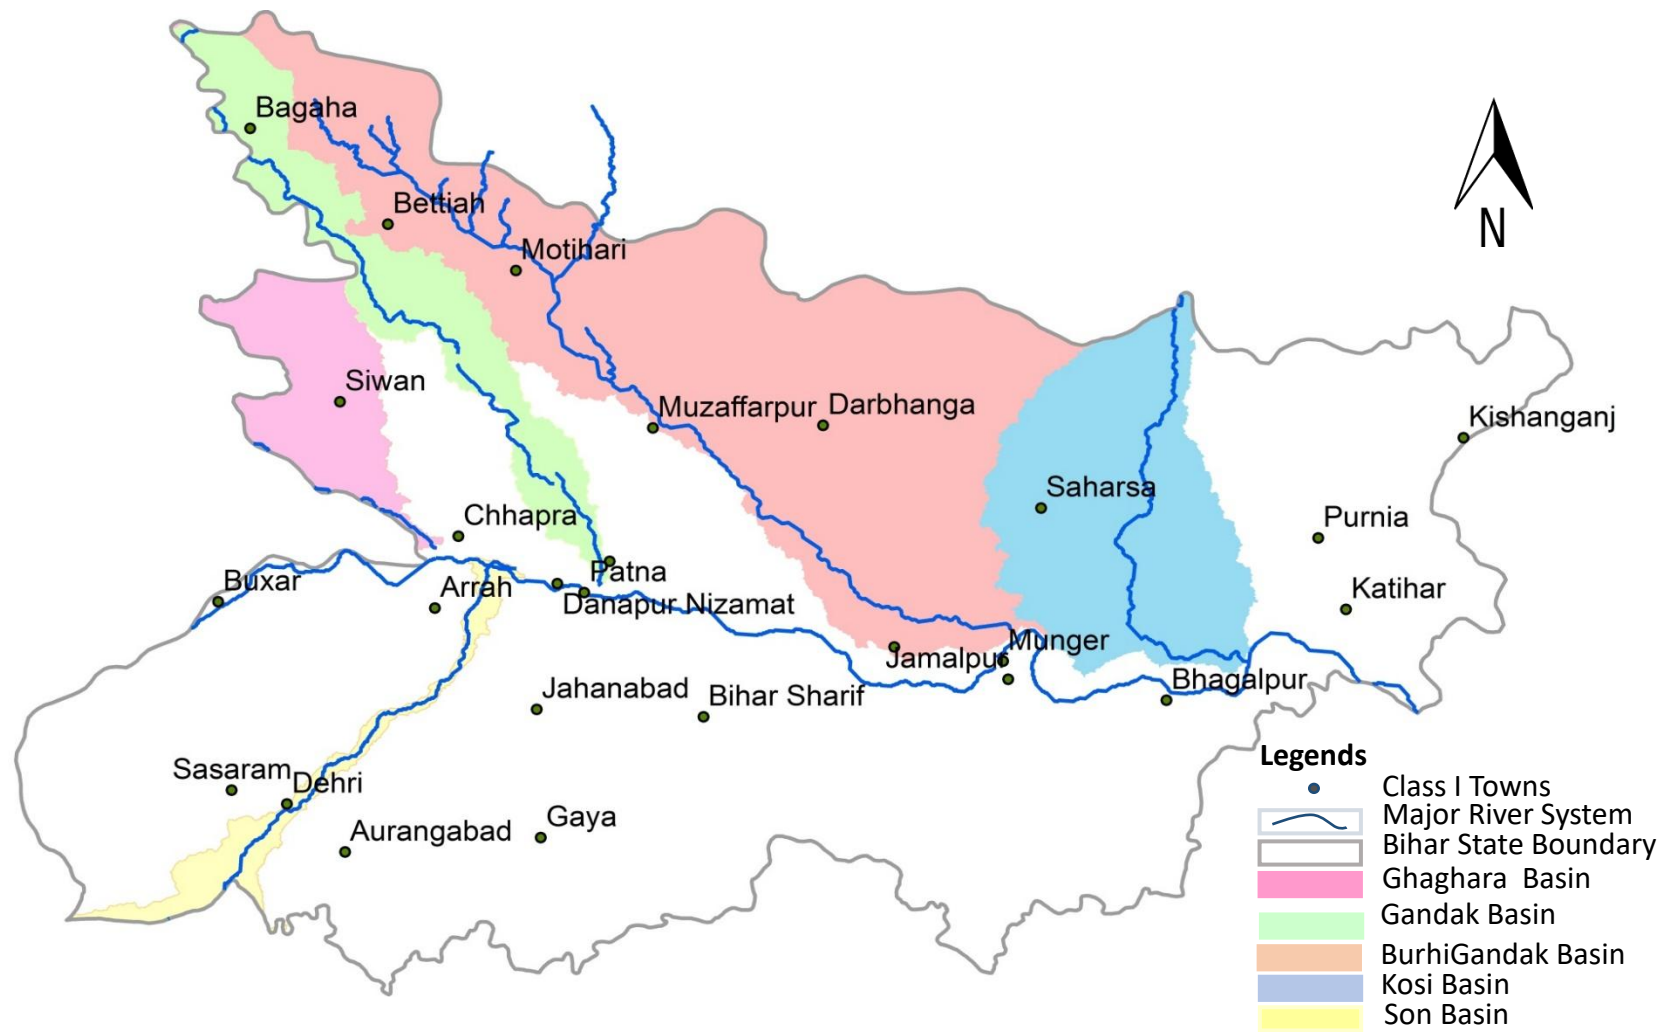 Bagaha
Bettiah
N
Motihari
Siwan
Muzaffarpur
Darbhanga
Kishanganj
Saharsa
Chhapra
Purnia
Buxar
Arrah
Patna
Katihar
Danapur Nizamat
Munger
Jamalpur
Bhagalpur
Jahanabad
Bihar Sharif
Sasaram
Dehri
Aurangabad
Gaya
Legends
Class I Towns
Major River System
Bihar State Boundary
Ghaghara Basin
Gandak Basin
BurhiGandak Basin
Kosi Basin
Son Basin